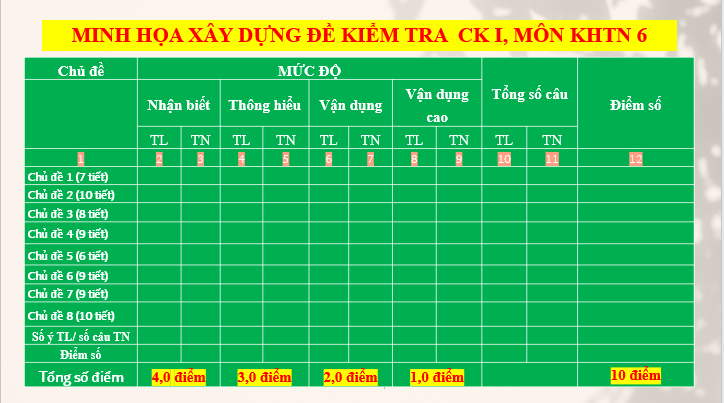 MINH HỌA XÂY DỰNG ĐỀ KIỂM TRA CK I, MÔN KHTN 6
Chủ đề MỨC ĐỘ Tổng số câu Điểm số
Nhận biết Thông hiểu Vận dụng Vận dụng cao
TL TN TL TN TL TN TL TN TL TN
1 2 3 4 5 6 7 8 9 10 11 12
Chủ đề 1 (7 tiết)
Chủ đề 2 (10 tiết)
Chủ đề 3 (8 tiết)
Chủ đề 4 (9 tiết)
Chủ đề 5 (6 tiết)
Chủ đề 6 (9 tiết)
Chủ đề 7 (9 tiết)
Chủ đề 8 (10 tiết)
Số ý TL/ số câu TN
Điểm số
Tổng số điểm 4,0 điểm 3,0 điểm 2,0 điểm 1,0 điểm 10 điểm